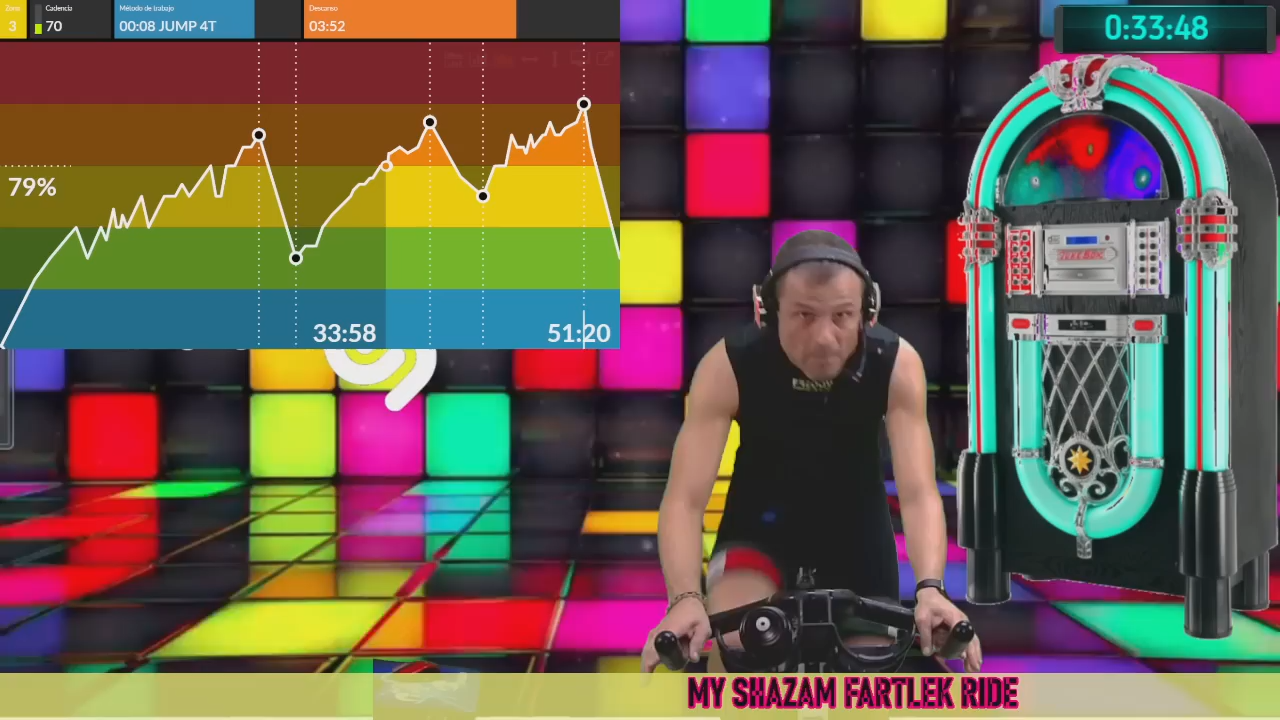 Zona
3
Cadencia
70
Método de trabajo
00:08 JUMP 4T
Descanso
03:52
0:33:48
79%
JUKEBOX
33:58
51:20
MY SHAZAM FARTLEK RIDE